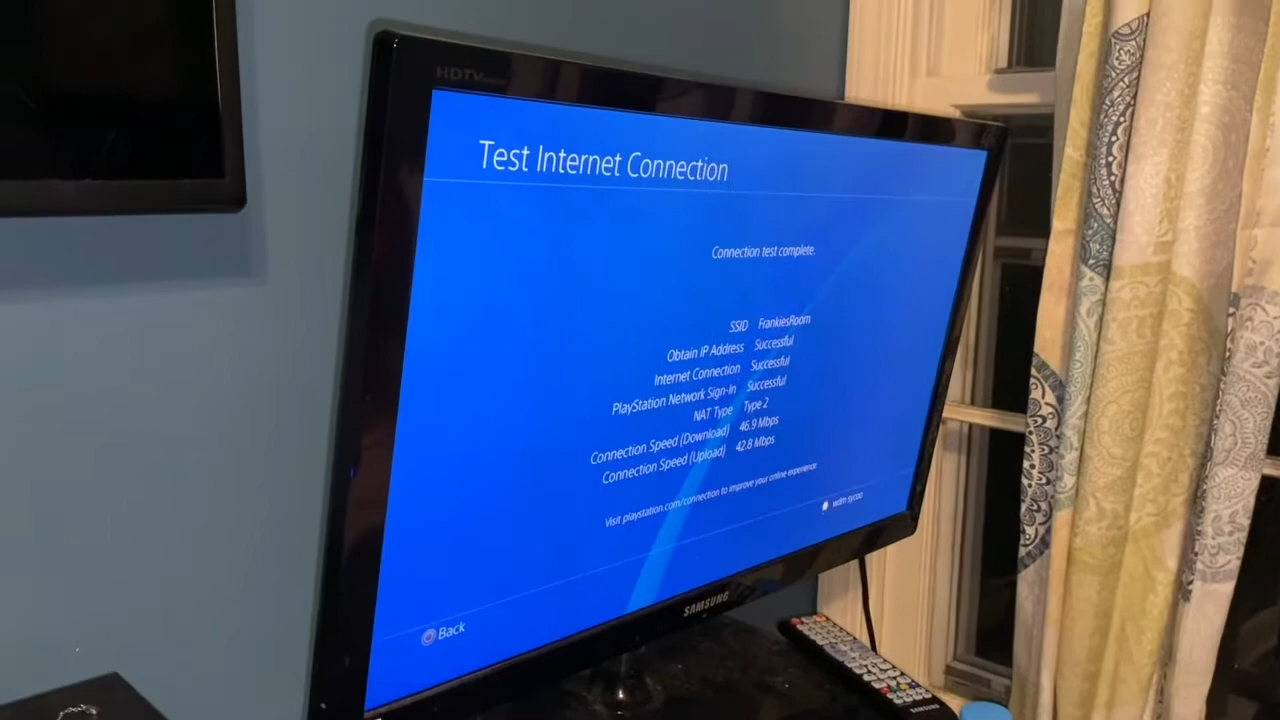 HDTV
Test Internet Connection
Connection test complete.
SSID FrankiesRoom
Obtain IP Address Successful
Internet Connection Successful
PlayStation Network Sign-In Successful
NAT Type Type 2
Connection Speed (Download) 46.9 Mbps
Connection Speed (Upload) 42.8 Mbps
Visit playstation.com/connection to improve your online experience
wdm sycoo
Back
SAMSUNG
SAMSUNG